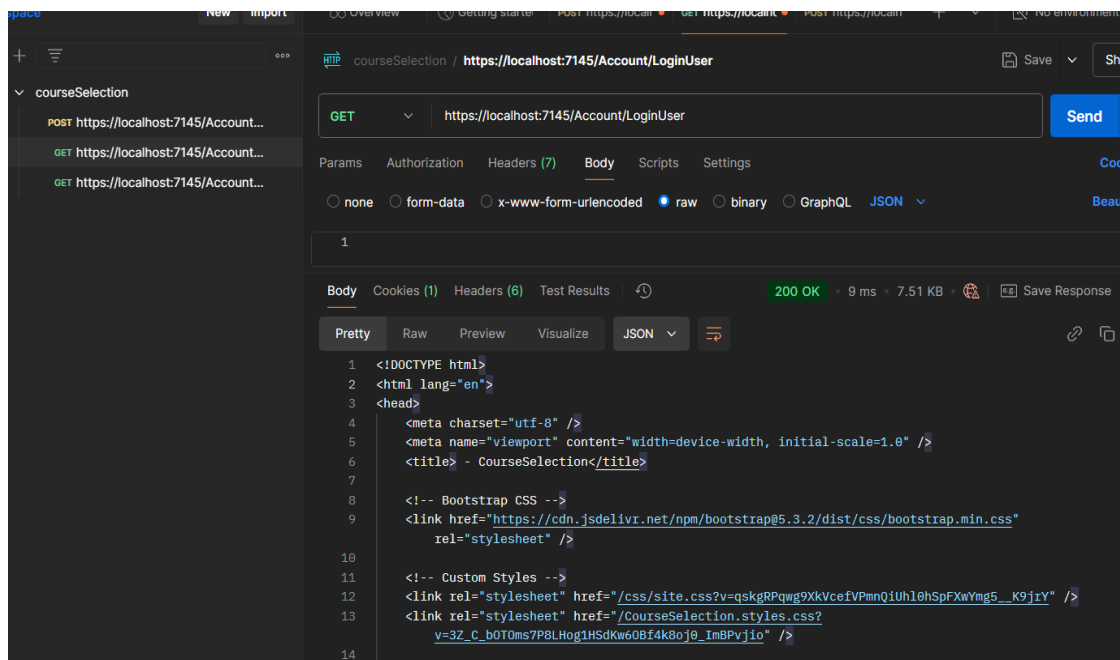 space New Import Overview Getting starte POST https://locall GET https://localh POST https://localh No environment
courseSelection / https://localhost:7145/Account/LoginUser Save Sh
HTTP
courseSelection
POST https://localhost:7145/Account...
GET https://localhost:7145/Account...
GET https://localhost:7145/Account...
GET https://localhost:7145/Account/LoginUser Send
Params Authorization Headers (7) Body Scripts Settings Coo
none form-data x-www-form-urlencoded raw binary GraphQL JSON Beau
1
Body Cookies (1) Headers (6) Test Results 200 OK 9 ms 7.51 KB e.g. Save Response
Pretty Raw Preview Visualize JSON
1 <!DOCTYPE html>
2 <html lang="en">
3 <head>
4 <meta charset="utf-8" />
5 <meta name="viewport" content="width=device-width, initial-scale=1.0" />
6 <title> - CourseSelection</title>
7
8 <!-- Bootstrap CSS -->
9 <link href="https://cdn.jsdelivr.net/npm/bootstrap@5.3.2/dist/css/bootstrap.min.css"
rel="stylesheet" />
10
11 <!-- Custom Styles -->
12 <link rel="stylesheet" href="/css/site.css?v=qskgRPqwg9XkVcefVPmnQiUhl0hSpFXwYmg5__K9jrY" />
13 <link rel="stylesheet" href="/CourseSelection.styles.css?
v=3Z_C_bOTOms7P8LHog1HSdKw6OBf4k8oj0_ImBPvjio" />
14